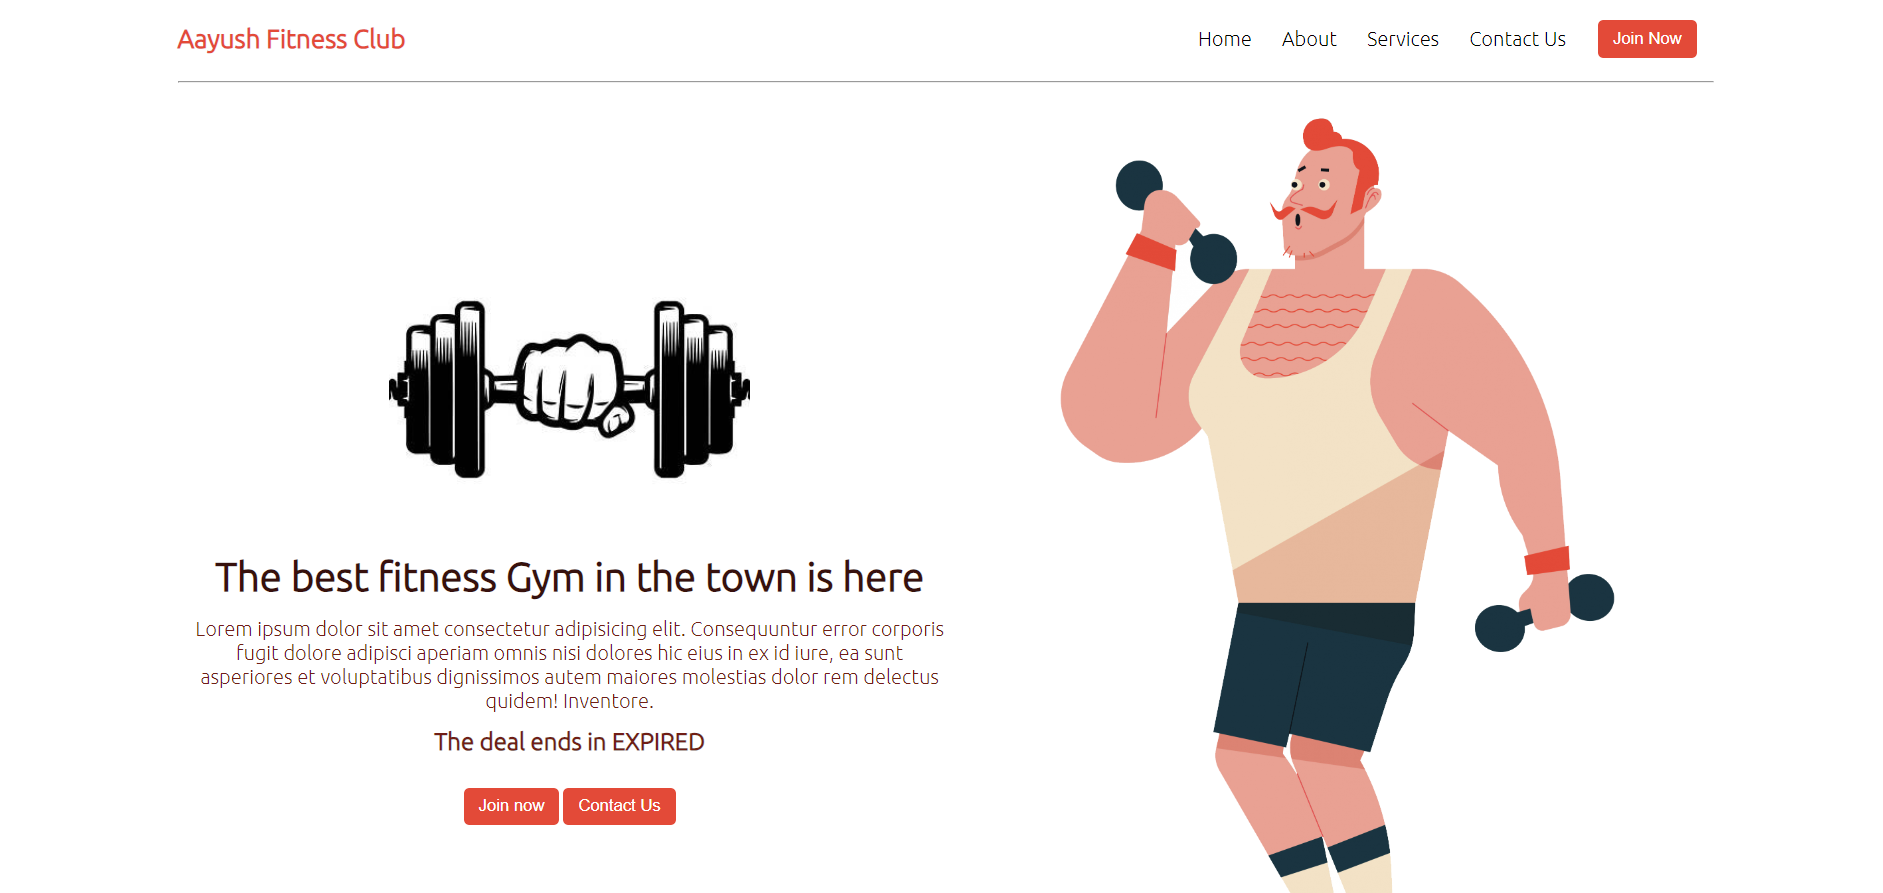 Aayush Fitness Club
Home About Services Contact Us Join Now
The best fitness Gym in the town is here
Lorem ipsum dolor sit amet consectetur adipisicing elit. Consequuntur error corporis
fugit dolore adipisci aperiam omnis nisi dolores hic eius in ex id iure, ea sunt
asperiores et voluptatibus dignissimos autem maiores molestias dolor rem delectus
quidem! Inventore.
The deal ends in EXPIRED
Join now Contact Us